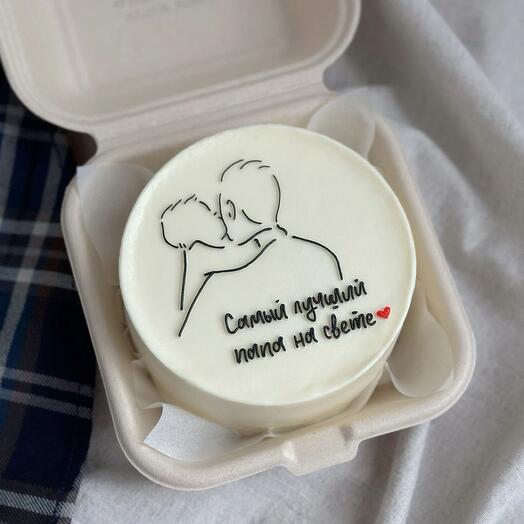 Самый лучший
папа на свете